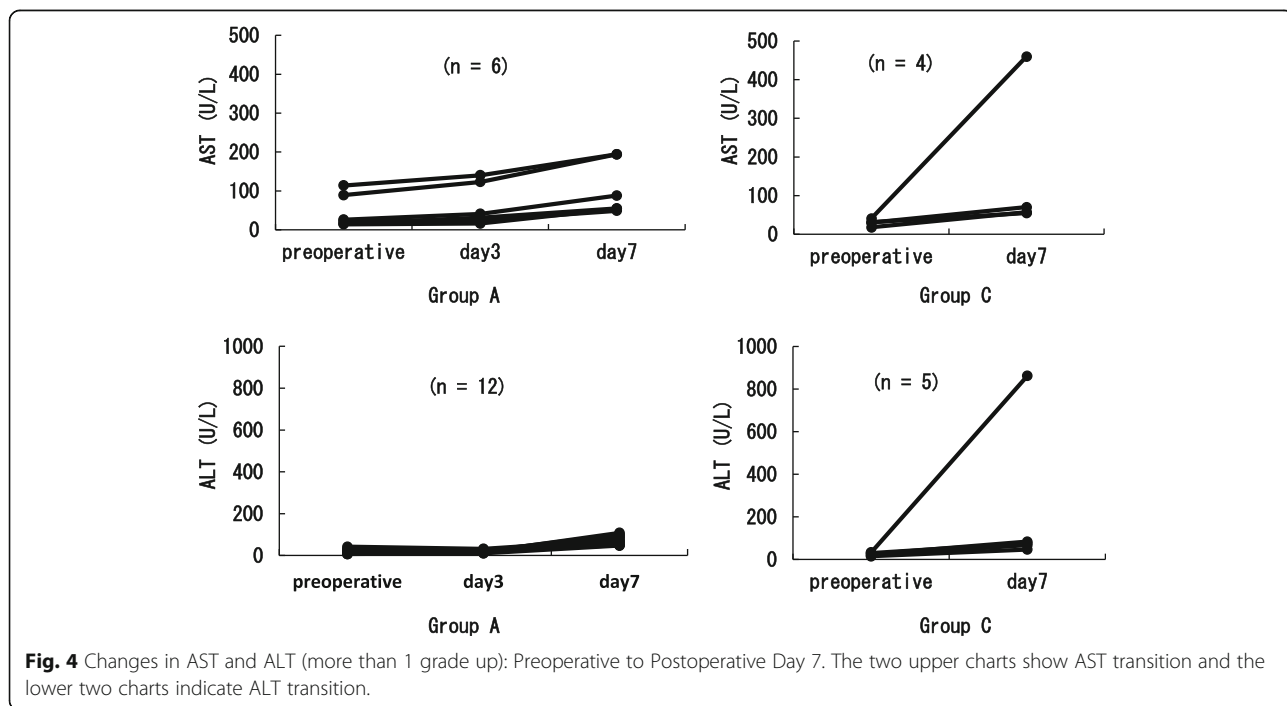 500
400
300
200
100
0
AST (U/L)
(n = 6)
preoperative day3 day7
Group A
500
400
300
200
100
0
AST (U/L)
(n = 4)
preoperative day7
Group C
1000
800
600
400
200
0
ALT (U/L)
(n = 12)
preoperative day3 day7
Group A
1000
800
600
400
200
0
ALT (U/L)
(n = 5)
preoperative day7
Group C
Fig. 4 Changes in AST and ALT (more than 1 grade up): Preoperative to Postoperative Day 7. The two upper charts show AST transition and the
lower two charts indicate ALT transition.